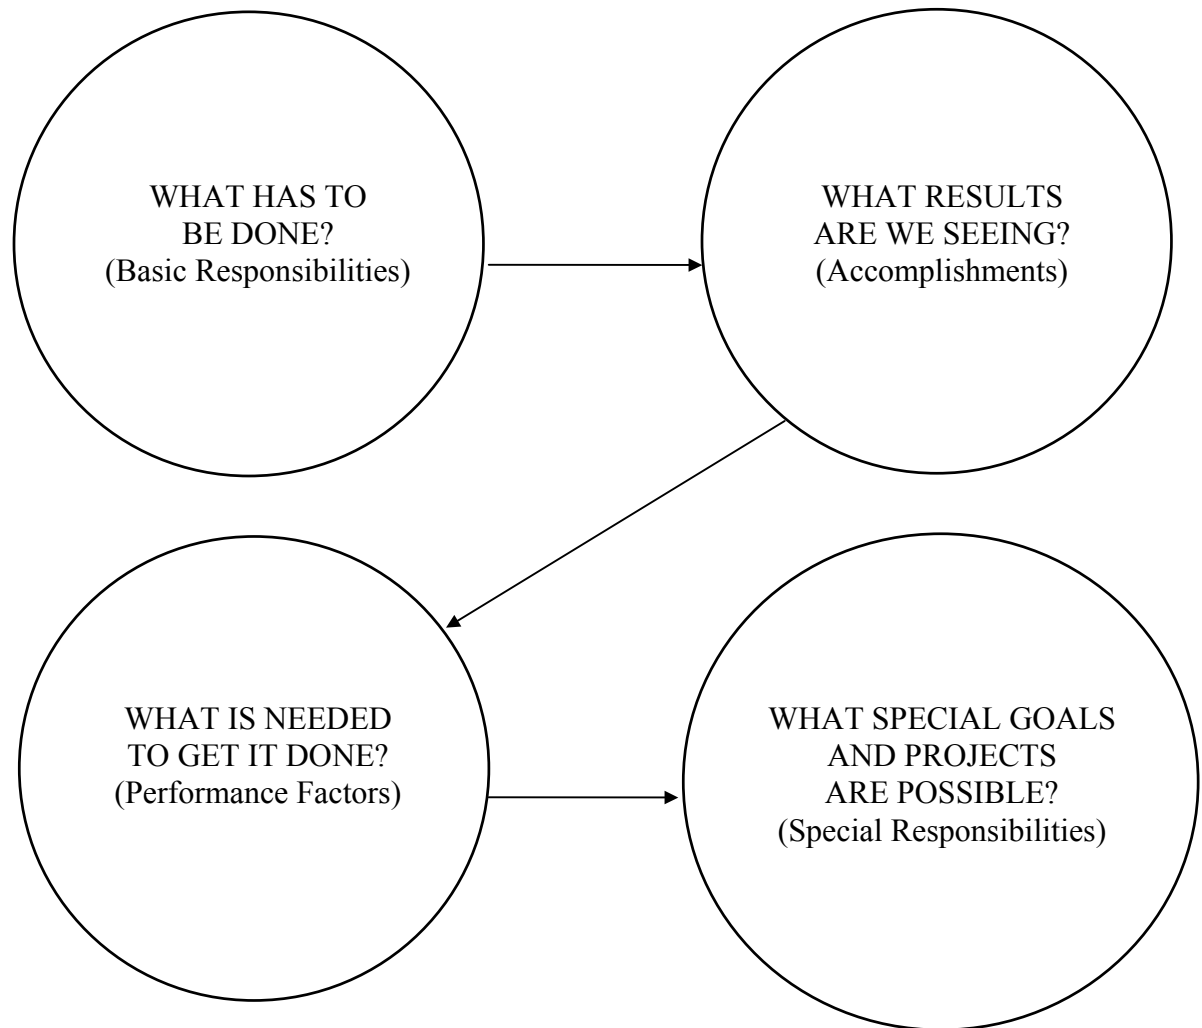 WHAT HAS TO
BE DONE?
(Basic Responsibilities)
WHAT RESULTS
ARE WE SEEING?
(Accomplishments)
WHAT IS NEEDED
TO GET IT DONE?
(Performance Factors)
WHAT SPECIAL GOALS
AND PROJECTS
ARE POSSIBLE?
(Special Responsibilities)